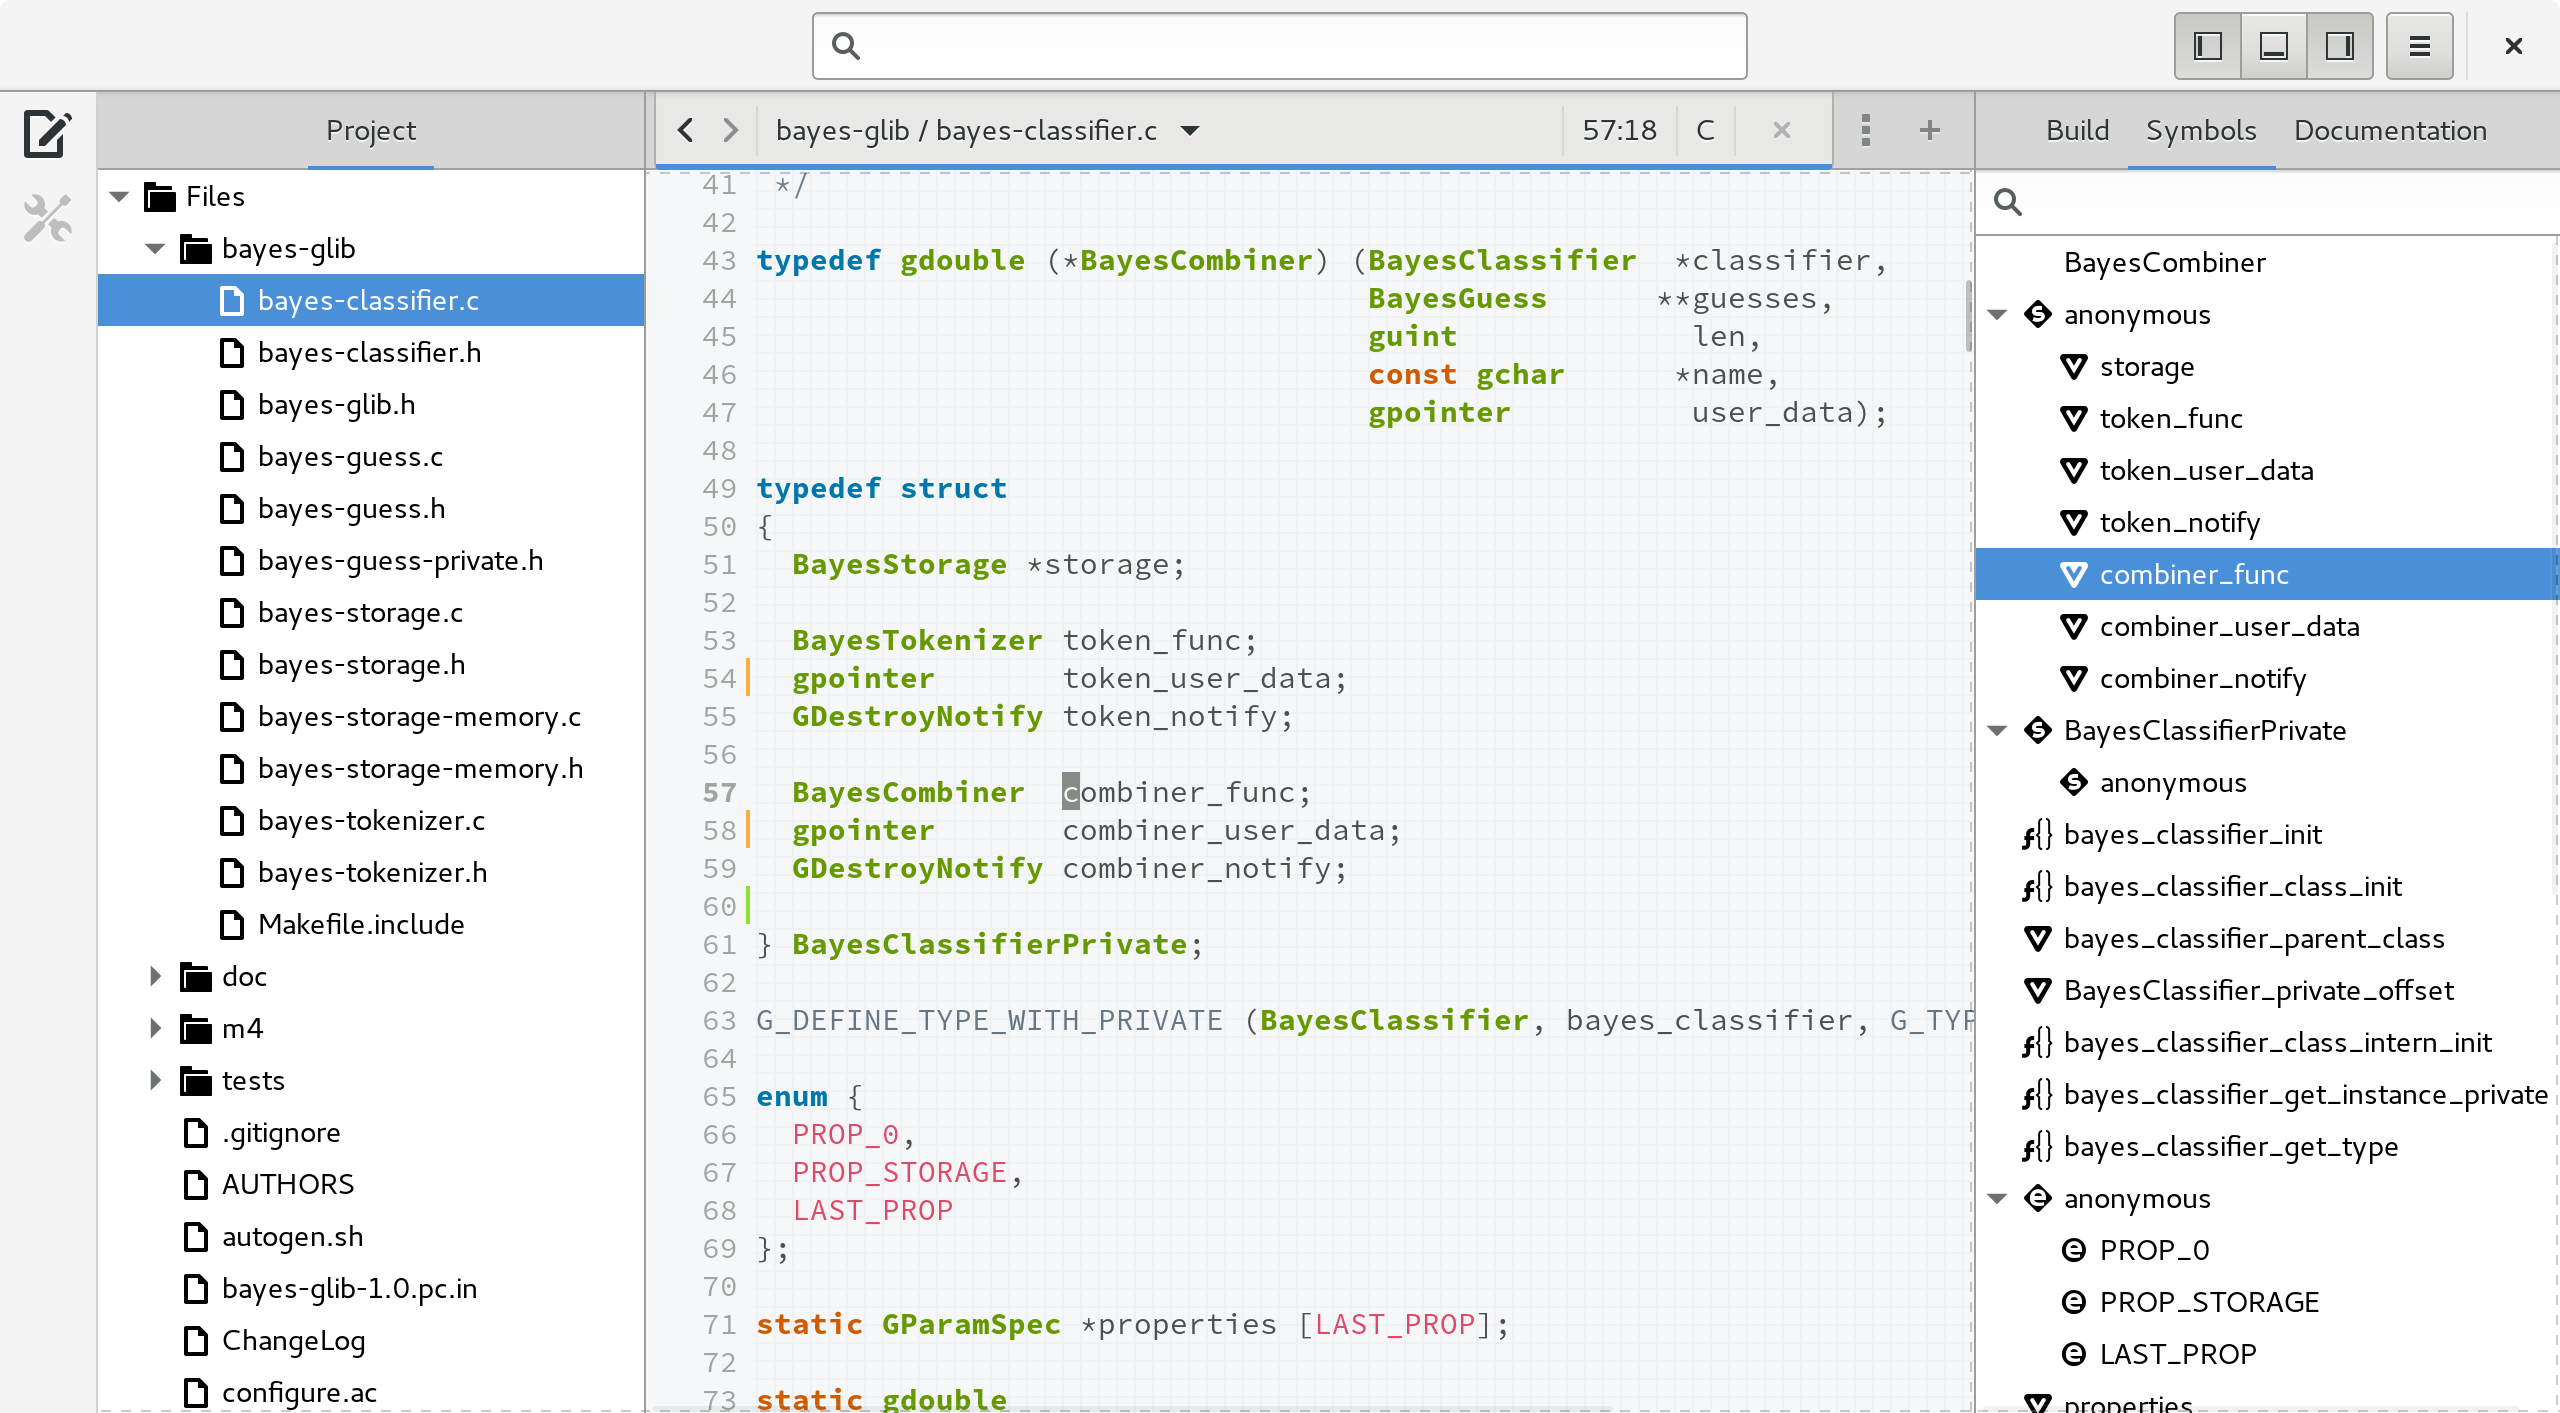 Project
Files
bayes-glib
bayes-classifier.c
bayes-classifier.h
bayes-glib.h
bayes-guess.c
bayes-guess.h
bayes-guess-private.h
bayes-storage.c
bayes-storage.h
bayes-storage-memory.c
bayes-storage-memory.h
bayes-tokenizer.c
bayes-tokenizer.h
Makefile.include
doc
m4
tests
.gitignore
AUTHORS
autogen.sh
bayes-glib-1.0.pc.in
ChangeLog
configure.ac
bayes-glib / bayes-classifier.c 57:18 C
41  */
42
43 typedef gdouble (*BayesCombiner) (BayesClassifier  *classifier,
44                                   BayesGuess      **guesses,
45                                   guint             len,
46                                   const gchar      *name,
47                                   gpointer          user_data);
48
49 typedef struct
50 {
51   BayesStorage *storage;
52
53   BayesTokenizer token_func;
54   gpointer       token_user_data;
55   GDestroyNotify token_notify;
56
57   BayesCombiner  combiner_func;
58   gpointer       combiner_user_data;
59   GDestroyNotify combiner_notify;
60
61 } BayesClassifierPrivate;
62
63 G_DEFINE_TYPE_WITH_PRIVATE (BayesClassifier, bayes_classifier, G_TYP
64
65 enum {
66   PROP_0,
67   PROP_STORAGE,
68   LAST_PROP
69 };
70
71 static GParamSpec *properties [LAST_PROP];
72
73 static gdouble
Build Symbols Documentation
BayesCombiner
anonymous
storage
token_func
token_user_data
token_notify
combiner_func
combiner_user_data
combiner_notify
BayesClassifierPrivate
anonymous
bayes_classifier_init
bayes_classifier_class_init
bayes_classifier_parent_class
BayesClassifier_private_offset
bayes_classifier_class_intern_init
bayes_classifier_get_instance_private
bayes_classifier_get_type
anonymous
PROP_0
PROP_STORAGE
LAST_PROP
properties